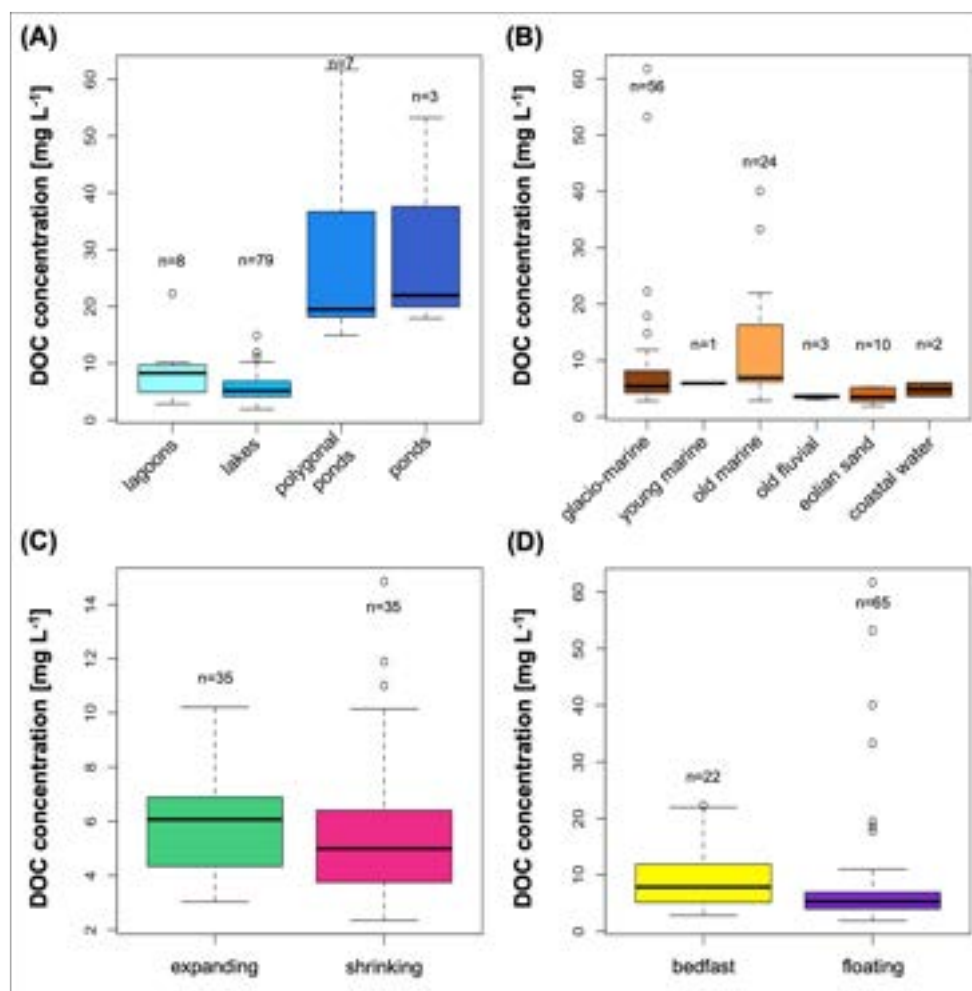 (A)
DOC concentration [mg L⁻¹]
0 10 20 30 40 50 60
n=8
n=79
n=7
n=3
lagoons
lakes
polygonal
ponds
ponds
(B)
DOC concentration [mg L⁻¹]
0 10 20 30 40 50 60
n=56
n=1
n=24
n=3
n=10
n=2
glacio-marine
young marine
old marine
old fluvial
eolian sand
coastal water
(C)
DOC concentration [mg L⁻¹]
2 4 6 8 10 12 14
n=35
n=35
expanding
shrinking
(D)
DOC concentration [mg L⁻¹]
0 10 20 30 40 50 60
n=22
n=65
bedfast
floating